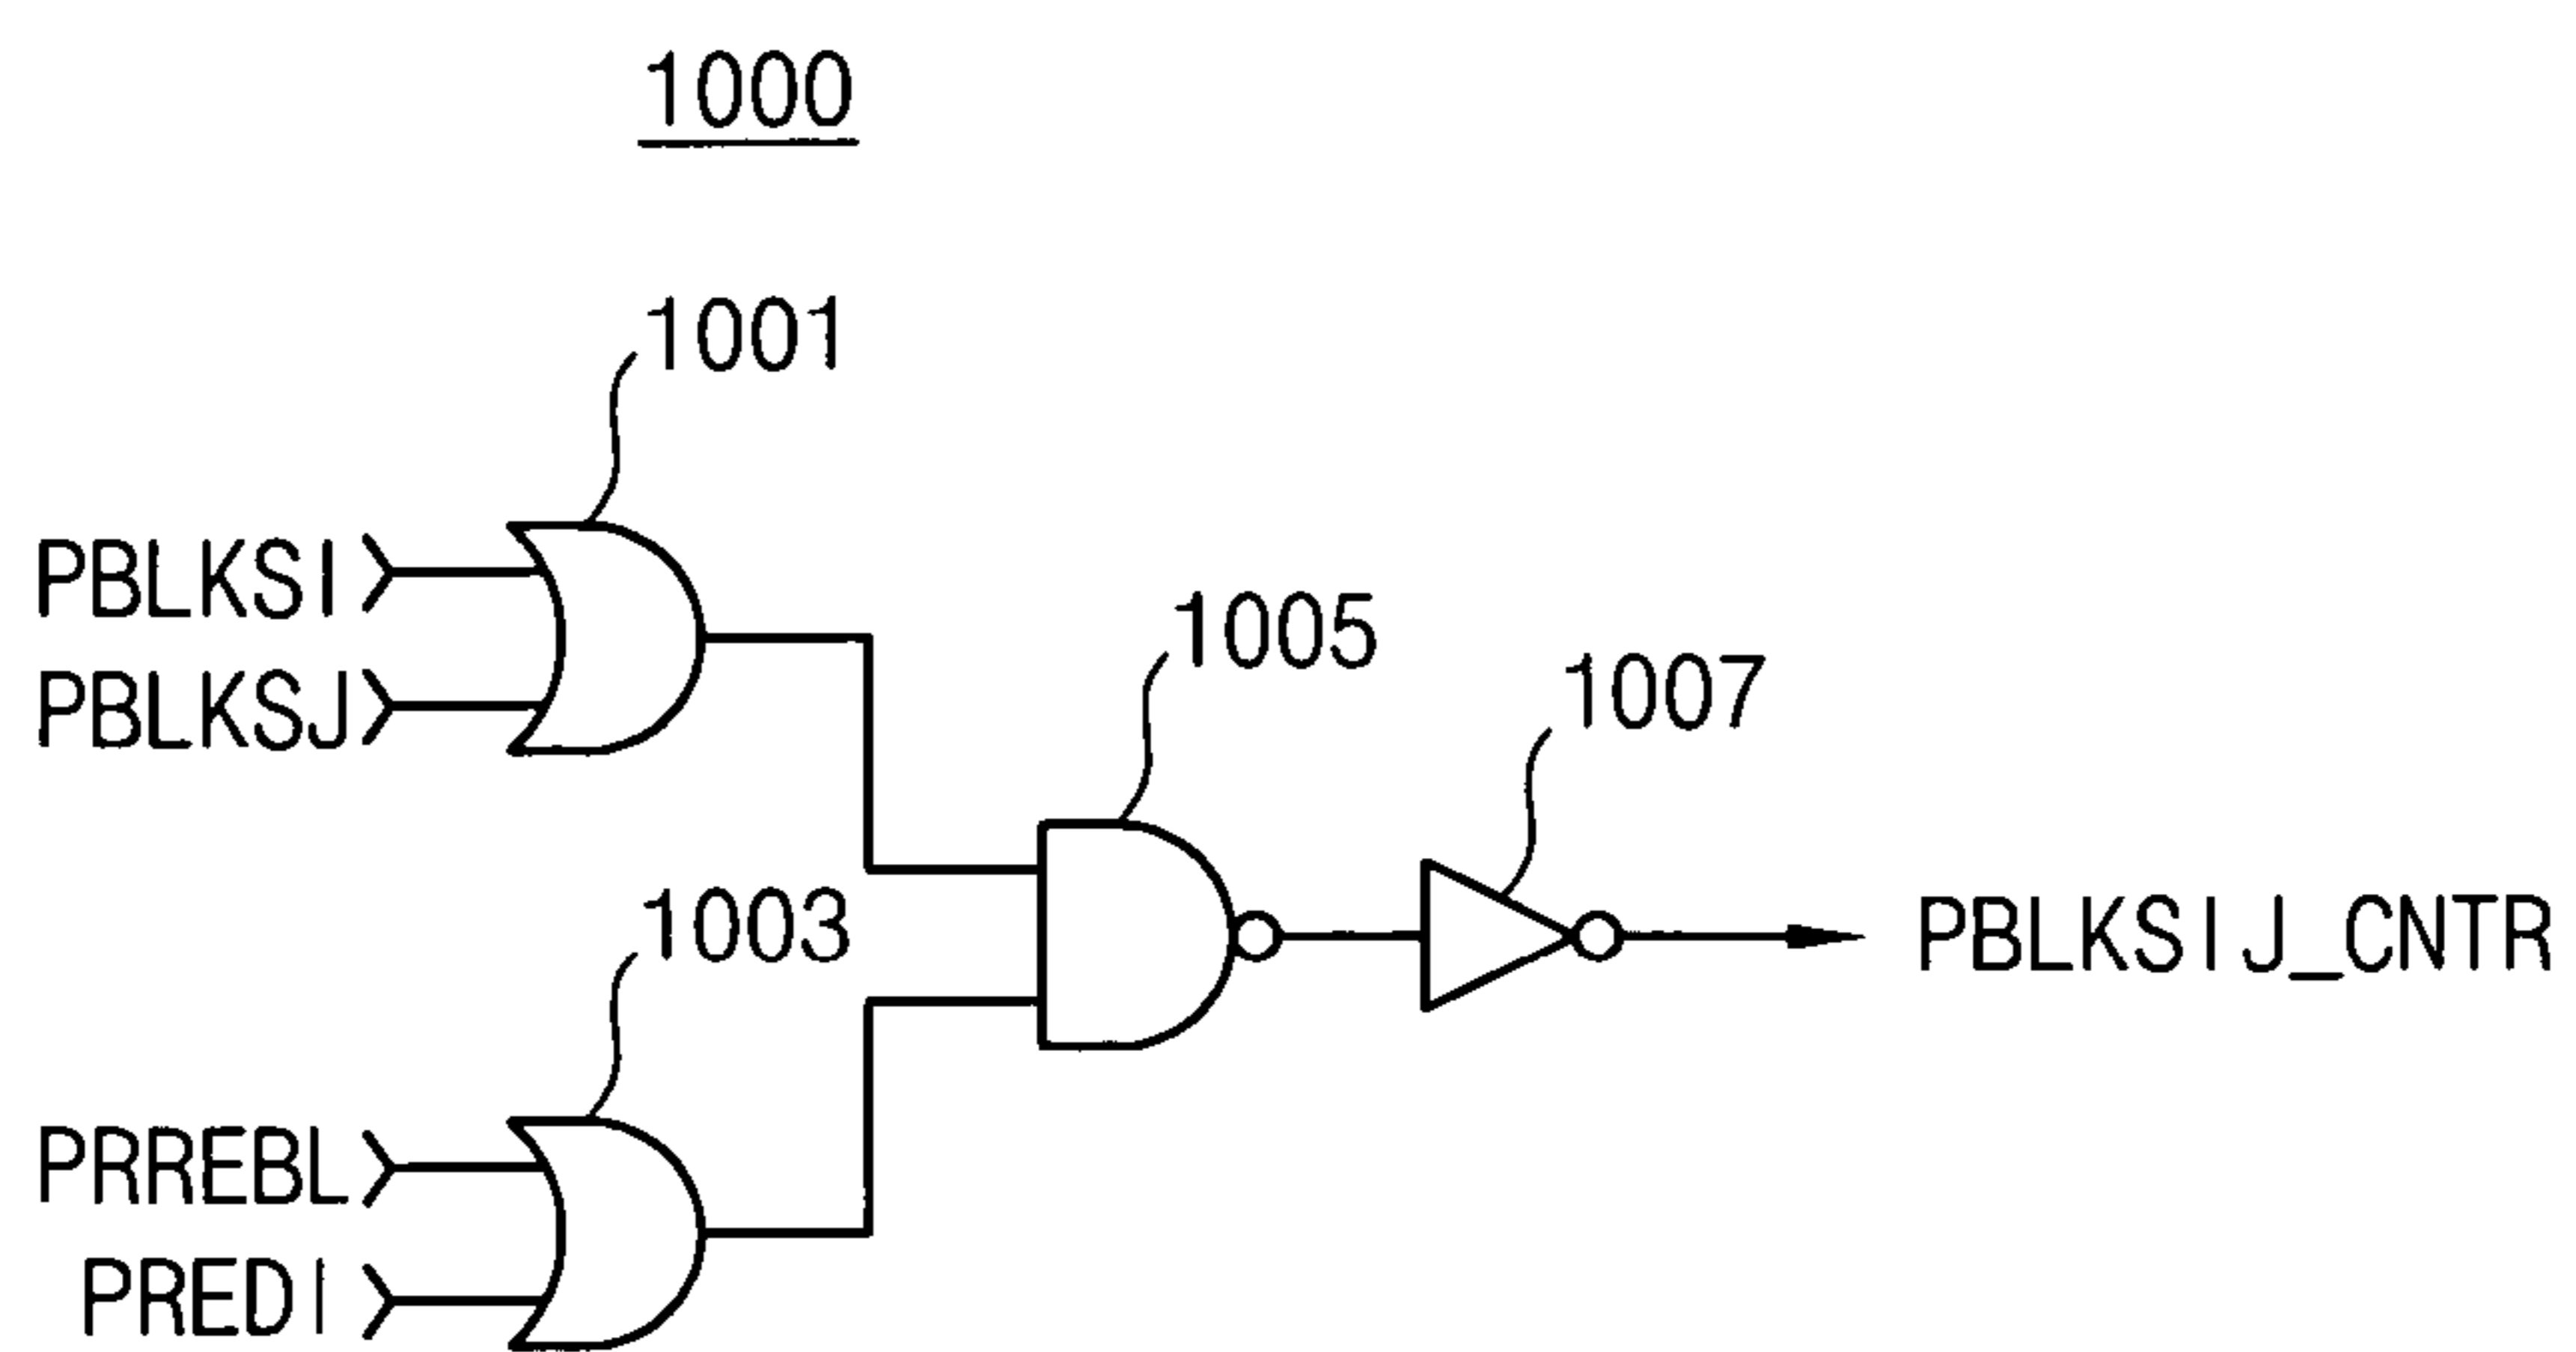 1000
1001
PBLKSI
PBLKSJ
1005
1007
1003
PBLKSIJ_CNTR
PRREBL
PREDI